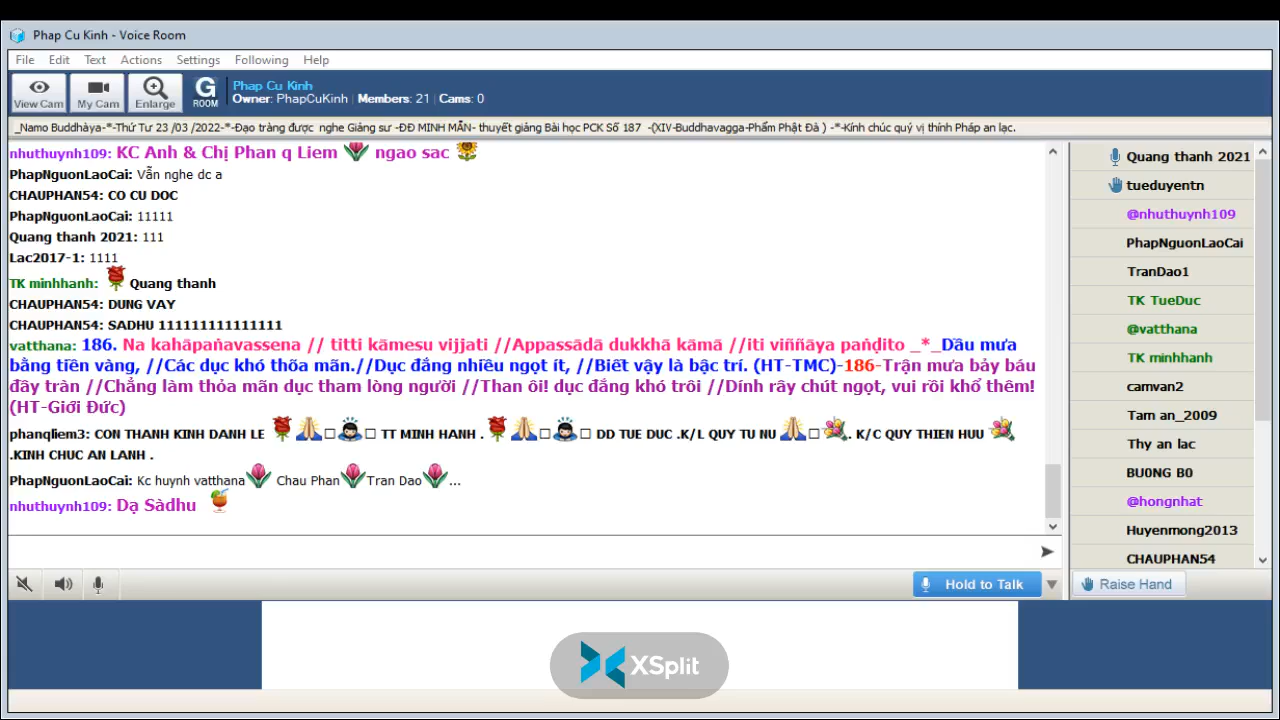 Phap Cu Kinh - Voice Room
File Edit Text Actions Settings Following Help
View Cam My Cam Enlarge G ROOM
Phap Cu Kinh
Owner: PhapCuKinh | Members: 21 | Cams: 0
_Namo Buddhàya-*-Thứ Tư 23 /03 /2022-*-Đạo tràng được nghe Giảng sư -ĐĐ MINH MẪN- thuyết giảng Bài học PCK Số 187 -(XIV-Buddhavagga-Phẩm Phật Đà ) -*-Kính chúc quý vị thính Pháp an lạc.
nhuthuynh109: KC Anh & Chị Phan q Liem ngao sac
PhapNguonLaoCai: Vẫn nghe dc a
CHAUPHAN54: CO CU DOC
PhapNguonLaoCai: 11111
Quang thanh 2021: 111
Lac2017-1: 1111
TK minhhanh: Quang thanh
CHAUPHAN54: DUNG VAY
CHAUPHAN54: SADHU 111111111111111
vatthana: 186. Na kahāpaṅavassena // titti kāmesu vijjati //Appassādā dukkhā kāmā //iti viññāya paṇḍito _*_Dầu mưa
bằng tiền vàng, //Các dục khó thõa mãn.//Dục đắng nhiều ngọt ít, //Biết vậy là bậc trí. (HT-TMC)-186-Trận mưa bảy báu
đầy tràn //Chẳng làm thỏa mãn dục tham lòng người //Than ôi! dục đắng khó trôi //Dính rây chút ngọt, vui rồi khổ thêm!
(HT-Giới Đức)
phanqliem3: CON THANH KINH DANH LE TT MINH HANH . DD TUE DUC .K/L QUY TU NU . K/C QUY THIEN HUU
.KINH CHUC AN LANH .
PhapNguonLaoCai: Kc huynh vatthana Chau Phan Tran Dao ...
nhuthuynh109: Dạ Sàdhu
Hold to Talk
Quang thanh 2021
tueduyentn
@nhuthuynh109
PhapNguonLaoCai
TranDao1
TK TueDuc
@vatthana
TK minhhanh
camvan2
Tam an_2009
Thy an lac
BU0NG B0
@hongnhat
Huyenmong2013
CHAUPHAN54
Raise Hand
XSplit